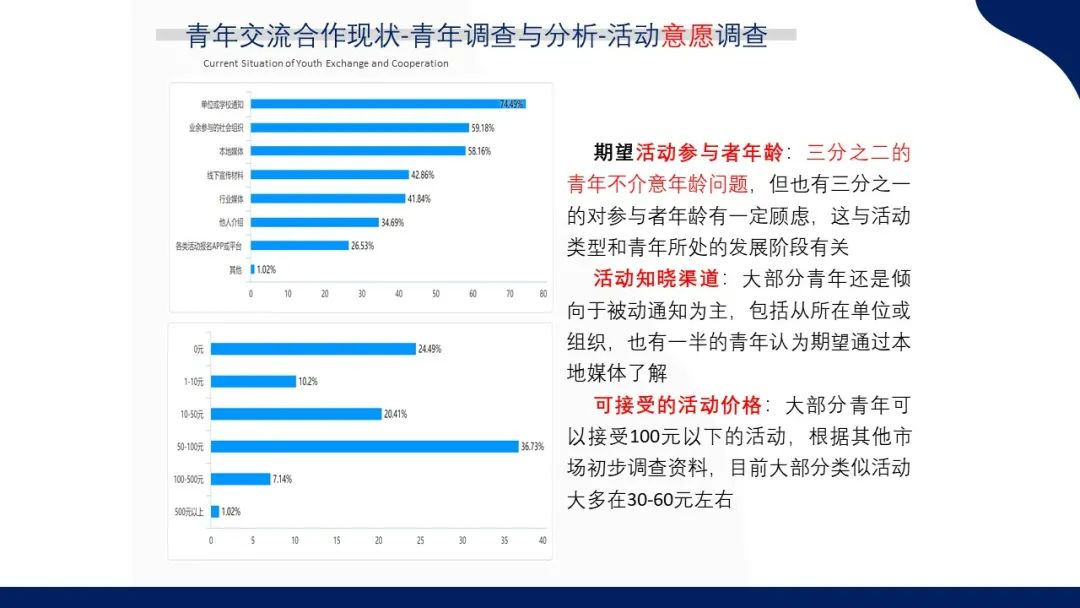 青年交流合作现状-青年调查与分析-活动意愿调查
Current Situation of Youth Exchange and Cooperation
单位或学校通知 74.49%
业余参与的社会组织 59.18%
本地媒体 58.16%
线下宣传材料 42.86%
行业媒体 41.84%
他人介绍 34.69%
各类活动报名APP或平台 26.53%
其他 1.02%
0 10 20 30 40 50 60 70 80
0元 24.49%
1-10元 10.2%
10-50元 20.41%
50-100元 36.73%
100-500元 7.14%
500元以上 1.02%
0 5 10 15 20 25 30 35 40
期望活动参与者年龄：三分之二的
青年不介意年龄问题，但也有三分之一
的对参与者年龄有一定顾虑，这与活动
类型和青年所处的发展阶段有关
活动知晓渠道：大部分青年还是倾
向于被动通知为主，包括从所在单位或
组织，也有一半的青年认为期望通过本
地媒体了解
可接受的活动价格：大部分青年可
以接受100元以下的活动，根据其他市
场初步调查资料，目前大部分类似活动
大多在30-60元左右